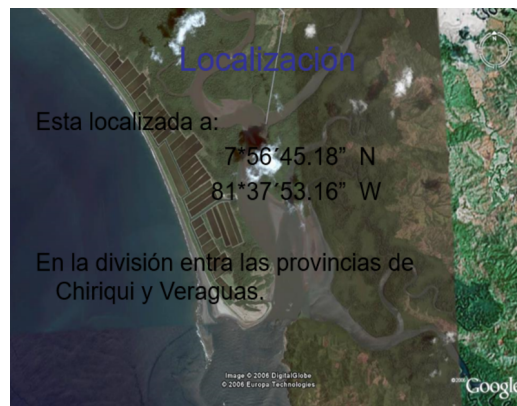 Localización
Esta localizada a:
7*56´45.18” N
81*37´53.16” W
En la división entra las provincias de
Chiriqui y Veraguas.
Image © 2006 DigitalGlobe
© 2006 Europa Technologies
Google